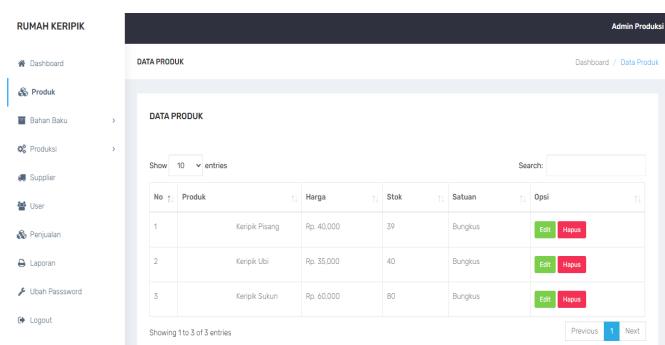 RUMAH KERIPIK
Admin Produksi
Dashboard
Produk
Bahan Baku
Produksi
Supplier
User
Penjualan
Laporan
Ubah Passsword
Logout
DATA PRODUK
Dashboard / Data Produk
DATA PRODUK
Show 10 entries
Search:
No Produk Harga Stok Satuan Opsi
1 Keripik Pisang Rp. 40,000 39 Bungkus Edit Hapus
2 Keripik Ubi Rp. 35,000 40 Bungkus Edit Hapus
3 Keripik Sukun Rp. 60,000 80 Bungkus Edit Hapus
Showing 1 to 3 of 3 entries
Previous 1 Next